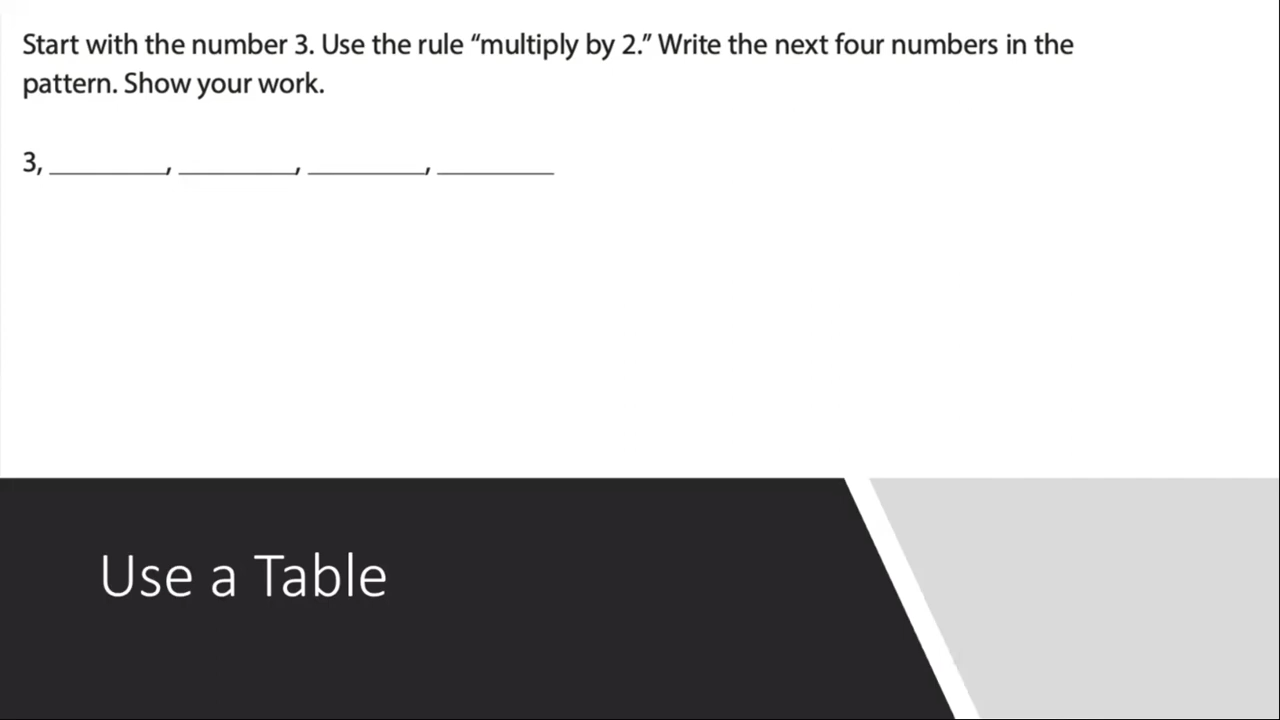 Start with the number 3. Use the rule “multiply by 2.” Write the next four numbers in the
pattern. Show your work.
3, ________, ________, ________, ________
Use a Table